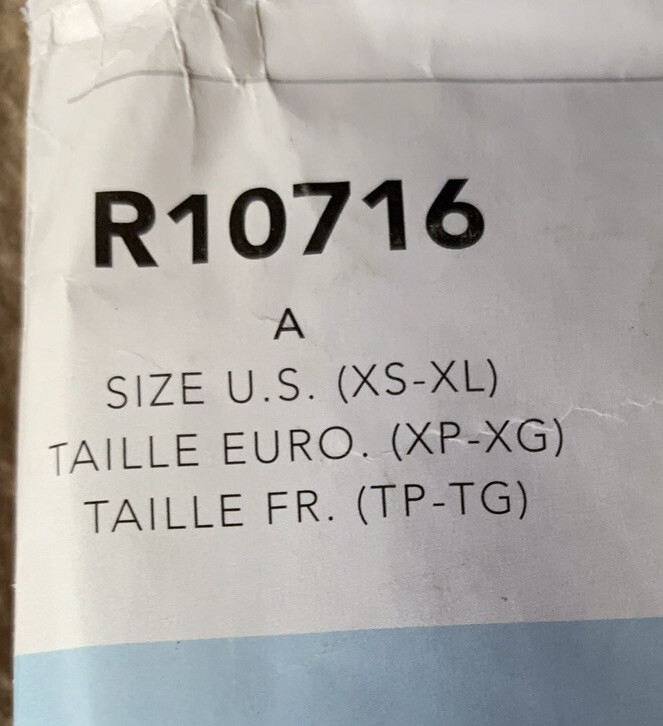 R10716
A
SIZE U.S. (XS-XL)
TAILLE EURO. (XP-XG)
TAILLE FR. (TP-TG)